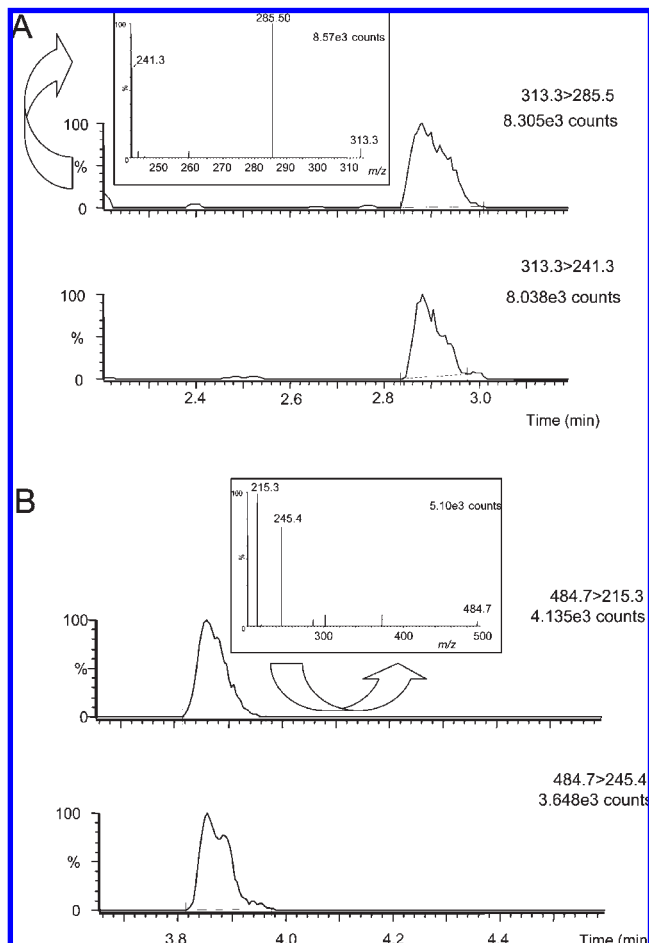 A
100
%
0
285.50
8.57e3 counts
241.3
313.3
250 260 270 280 290 300 310 m/z
313.3>285.5
8.305e3 counts
100
%
0
313.3>241.3
8.038e3 counts
100
%
0
2.4 2.6 2.8 3.0
Time (min)
B
100
%
0
215.3
5.10e3 counts
245.4
484.7
300 400 500
m/z
484.7>215.3
4.135e3 counts
100
%
0
484.7>245.4
3.648e3 counts
100
%
0
3.8 4.0 4.2 4.4 Time (min